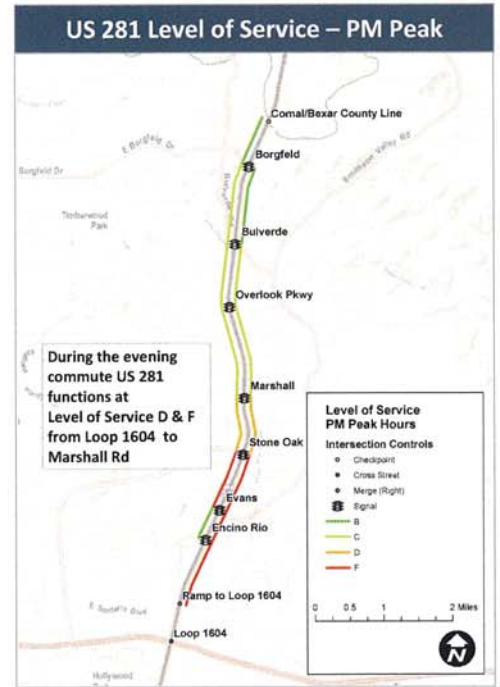 US 281 Level of Service – PM Peak
Comal/Bexar County Line
E Borgfeld Dr
Borgfeld
Borgfeld Dr
Timberwood
Park
Bulverde
Overlook Pkwy
During the evening
commute US 281
functions at
Level of Service D & F
from Loop 1604 to
Marshall Rd
Marshall
Stone Oak
Evans
Encino Rio
Ramp to Loop 1604
Loop 1604
Hollywood
Level of Service
PM Peak Hours
Intersection Controls
Checkpoint
Cross Street
Merge (Right)
Signal
B
C
D
F
0 0.5 1 2 Miles
N